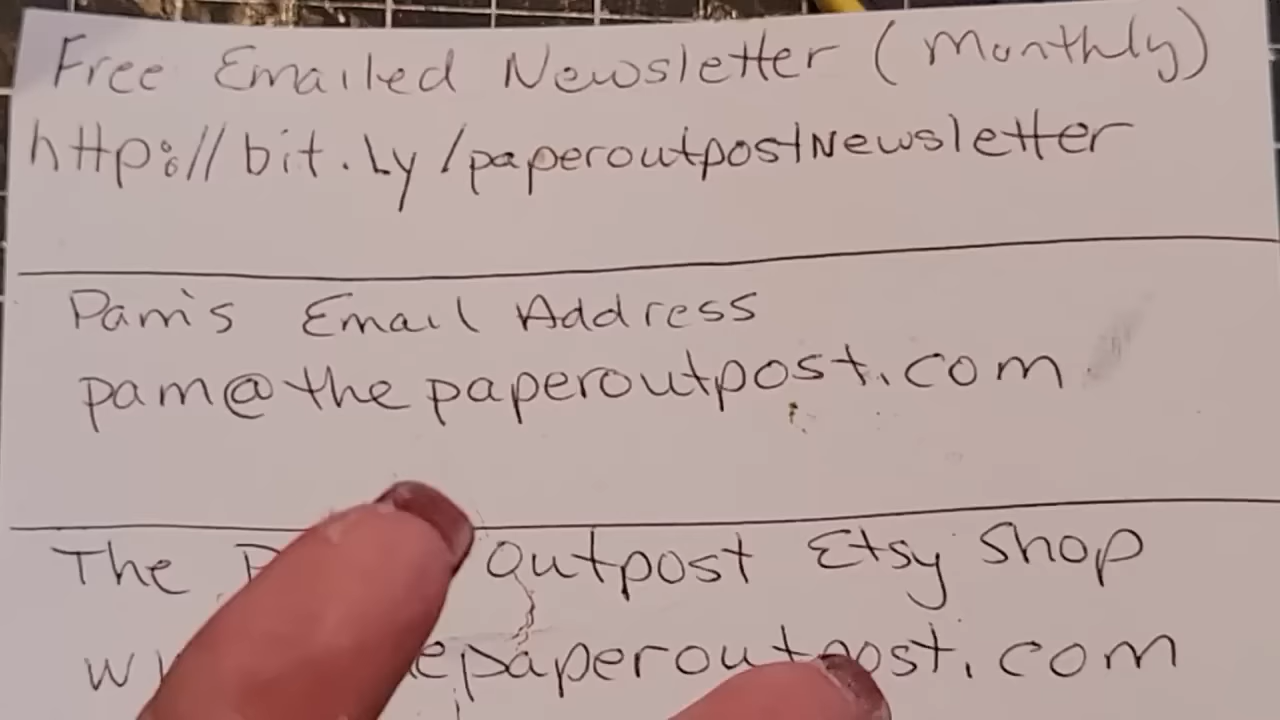 Free Emailed Newsletter (Monthly)
http://bit.ly/paperoutpostNewsletter
Pam's Email Address
pam@thepaperoutpost.com
The Outpost Etsy Shop
epaperoutpost.com